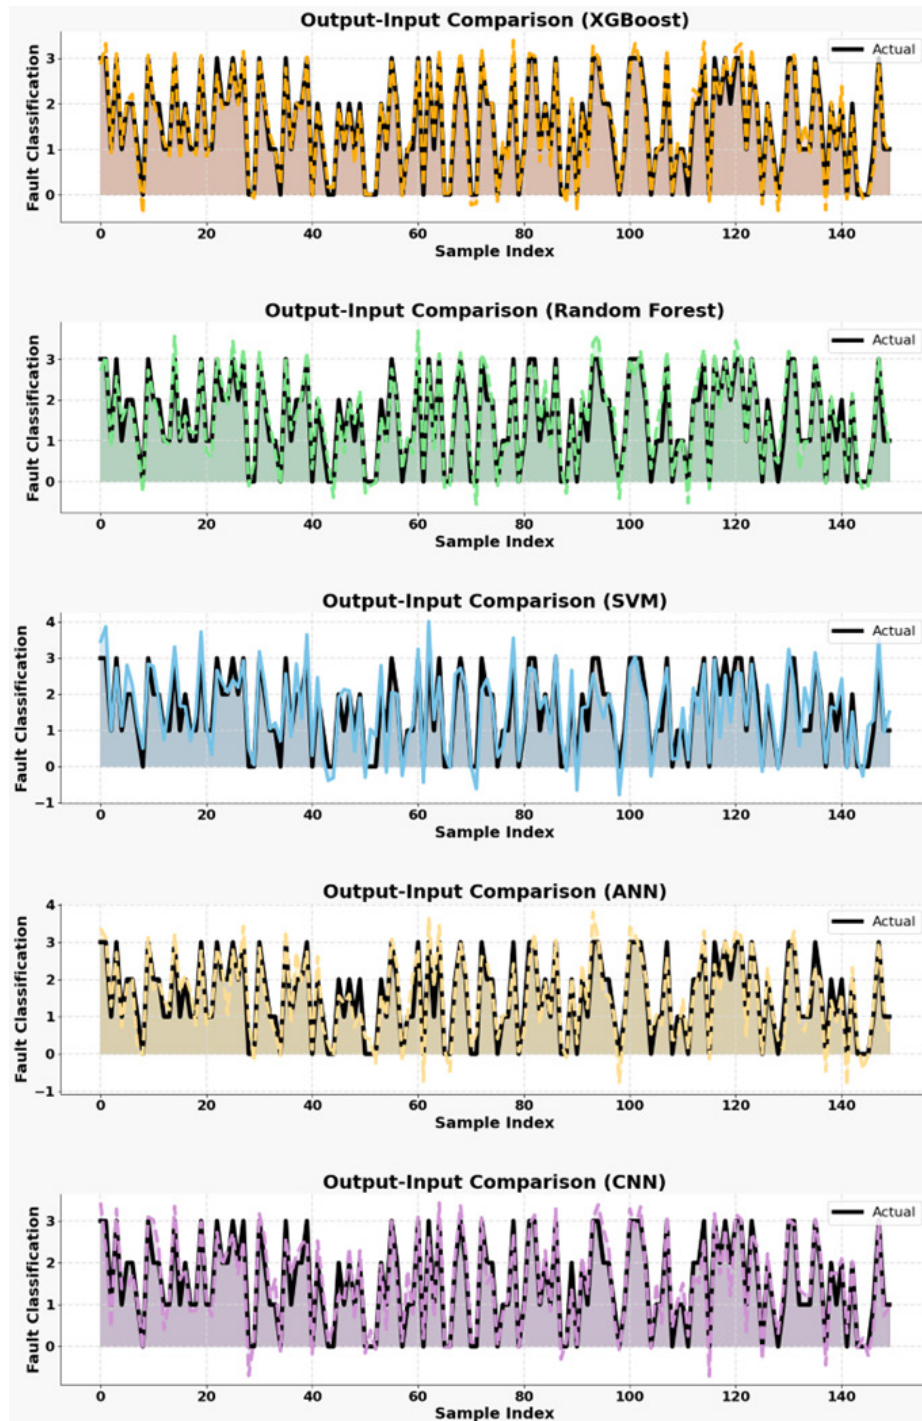 Output-Input Comparison (XGBoost)
Fault Classification
3
2
1
0
Actual
0 20 40 60 80 100 120 140
Sample Index
Output-Input Comparison (Random Forest)
Fault Classification
3
2
1
0
Actual
0 20 40 60 80 100 120 140
Sample Index
Output-Input Comparison (SVM)
Fault Classification
4
3
2
1
0
−1
Actual
0 20 40 60 80 100 120 140
Sample Index
Output-Input Comparison (ANN)
Fault Classification
4
3
2
1
0
−1
Actual
0 20 40 60 80 100 120 140
Sample Index
Output-Input Comparison (CNN)
Fault Classification
3
2
1
0
Actual
0 20 40 60 80 100 120 140
Sample Index